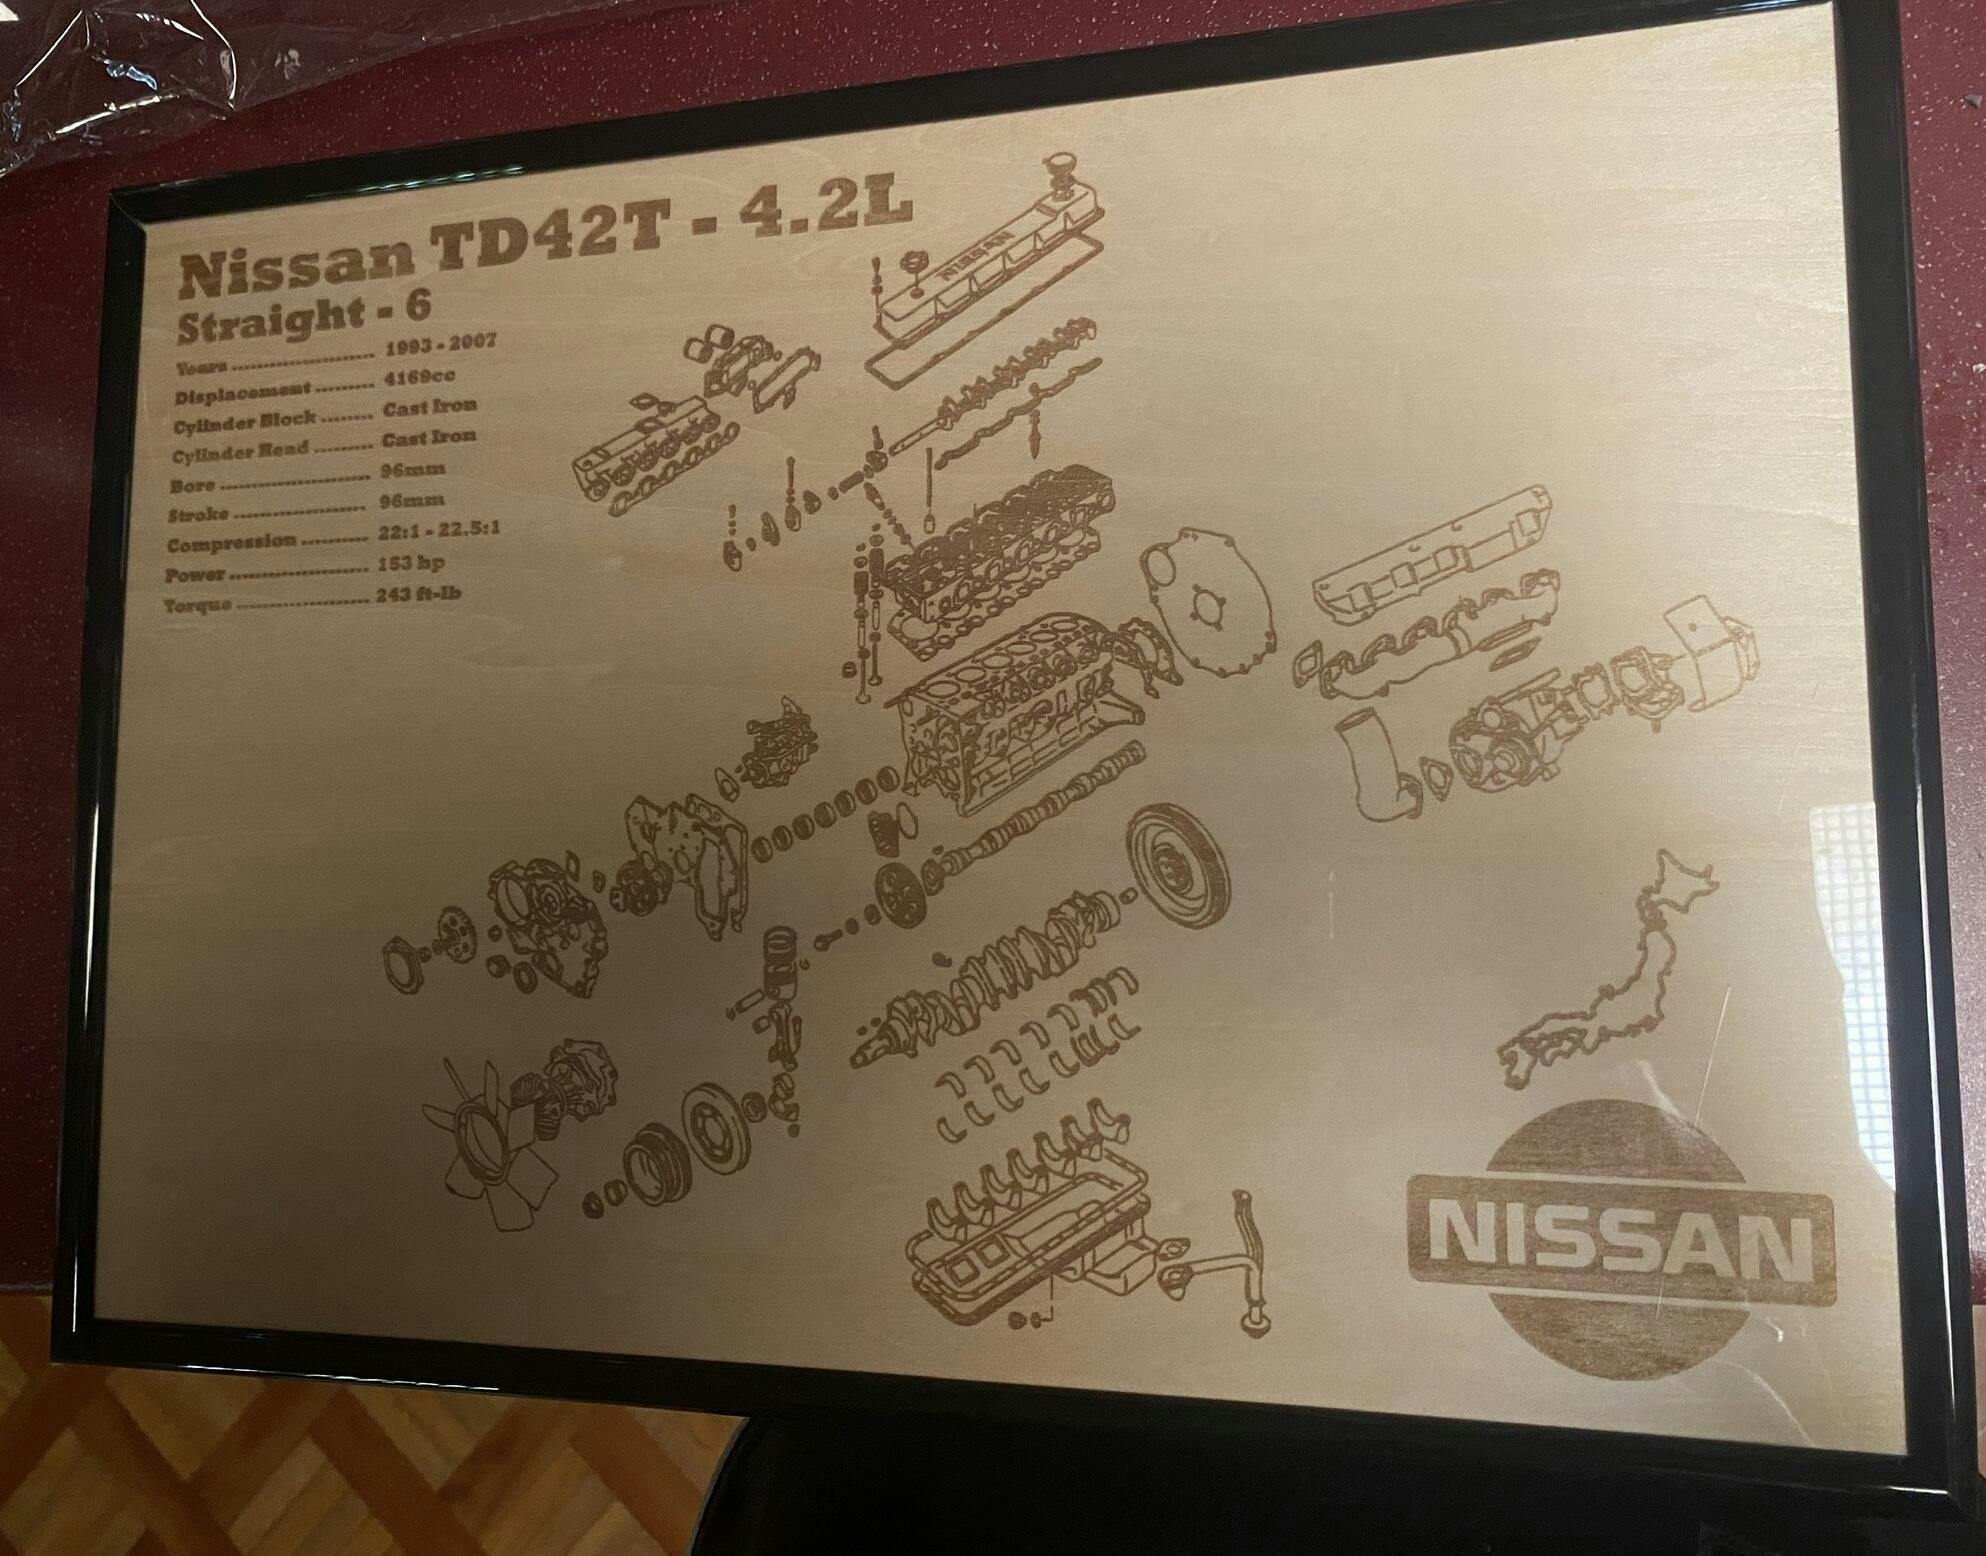 Nissan TD42T - 4.2L
Straight - 6
Years ........................ 1993 - 2007
Displacement ......... 4169cc
Cylinder Block ........ Cast Iron
Cylinder Head ......... Cast Iron
Bore ............................ 96mm
Stroke ........................ 96mm
Compression ........... 22:1 - 22.5:1
Power ......................... 153 hp
Torque ........................ 243 ft-lb
NISSAN
NISSAN